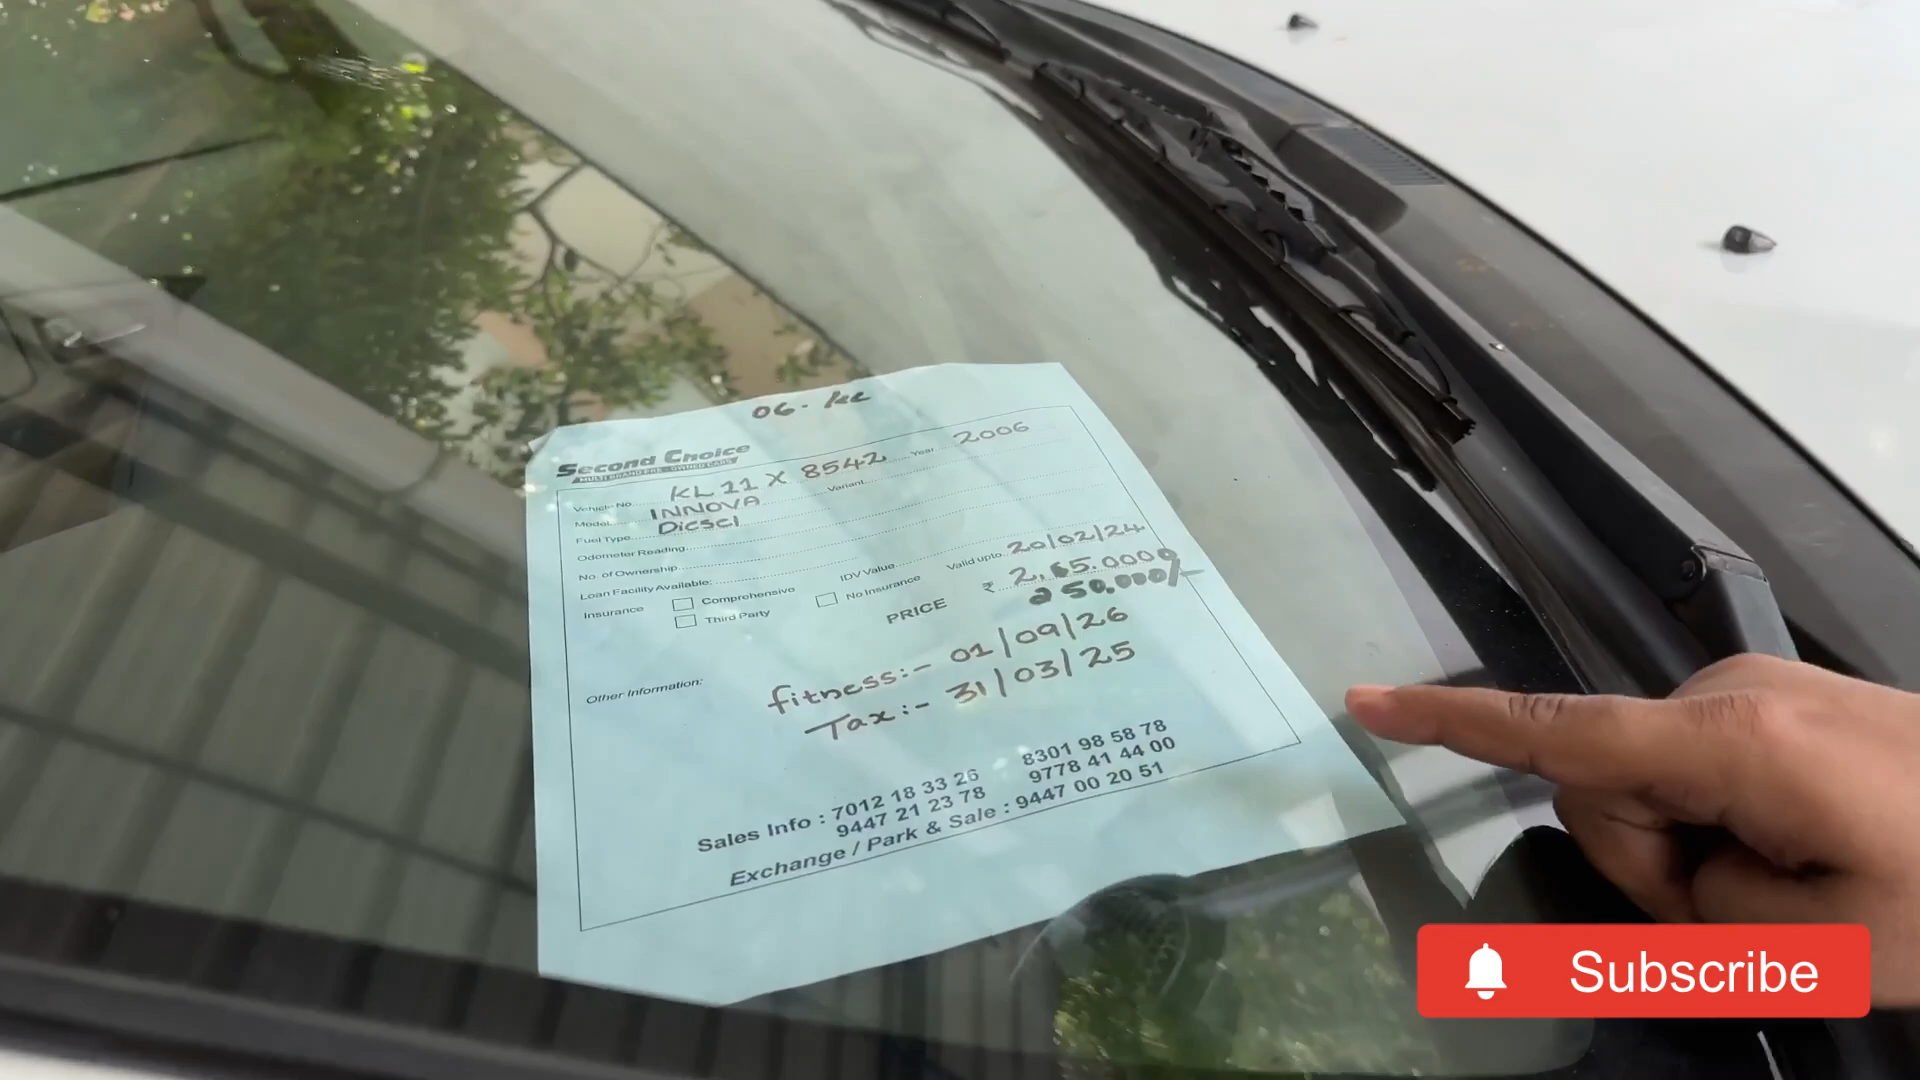 06.
Second Choice
MULTI BRAND PRE-OWNED CARS
Vehicle No. KL 11 X 8542 Year 2006
Model INNOVA Variant
Fuel Type Diesel
Odometer Reading
No. of Ownership
Loan Facility Available:
Insurance Comprehensive IDV Value Valid upto 20/02/24
Third Party No Insurance
PRICE ₹ 2,65.000
250.000/-
Other Information:
fitness:- 01/09/26
Tax:- 31/03/25
Sales Info : 7012 18 33 26 8301 98 58 78
9447 21 23 78 9778 41 44 00
Exchange / Park & Sale : 9447 00 20 51
Subscribe